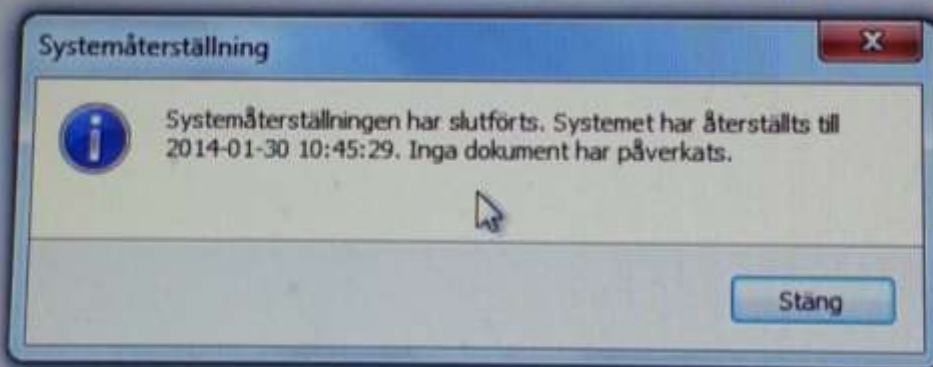 Systemåterställning
Systemåterställningen har slutförts. Systemet har återställts till
2014-01-30 10:45:29. Inga dokument har påverkats.
Stäng